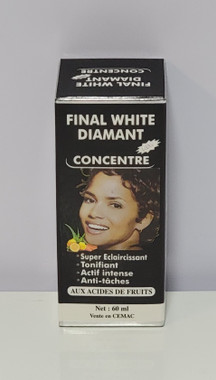 FINAL WHITE
DIAMANT
CONCENTRE
FINAL WHITE
DIAMANT
CONCENTRE
*Super Eclaircissant
*Tonifiant
*Actif intense
*Anti-tâches
AUX ACIDES DE FRUITS
Net : 60 ml
Vente en CEMAC